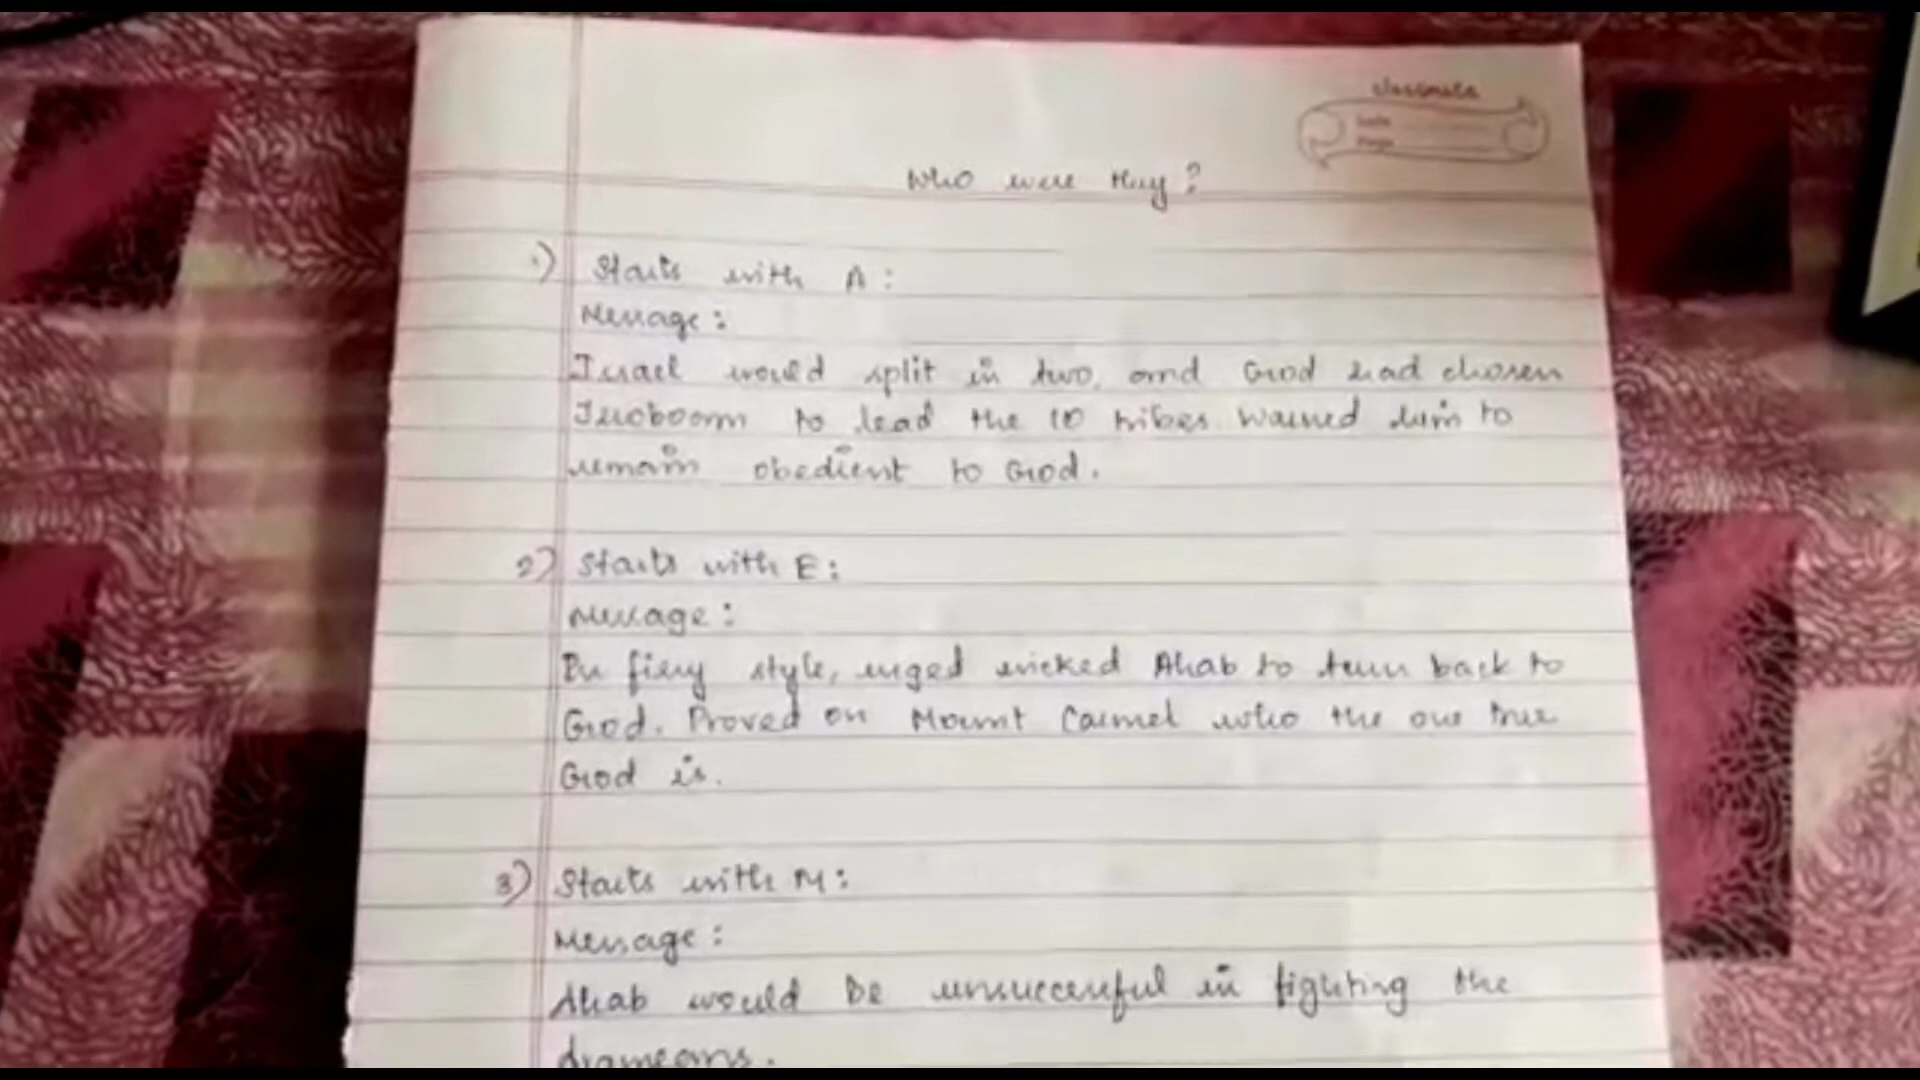 classmate
Date
Page
Who were they?
1) Starts with A:
Message:
Israel would split in two, and God had chosen
Jeroboam to lead the 10 tribes. Warned him to
remain obedient to God.
2) Starts with E:
Message:
In fiery style, urged wicked Ahab to turn back to
God. Proved on Mount Carmel who the one true
God is.
3) Starts with M:
Message:
Ahab would be unsuccessful in fighting the